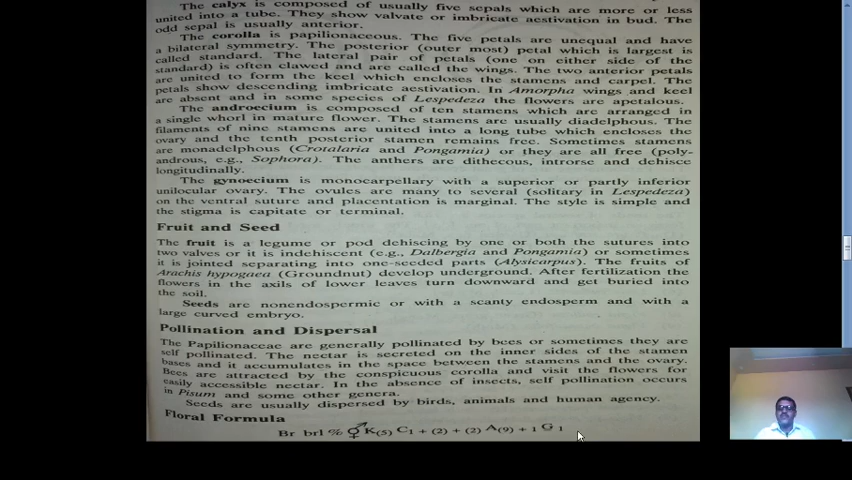 The calyx is composed of usually five sepals which are more or less
united into a tube. They show valvate or imbricate aestivation in bud. The
odd sepal is usually anterior.
The corolla is papilionaceous. The five petals are unequal and have
a bilateral symmetry. The posterior (outer most) petal which is largest is
called standard. The lateral pair of petals (one on either side of the
standard) is often clawed and are called the wings. The two anterior petals
are united to form the keel which encloses the stamens and carpel. The
petals show descending imbricate aestivation. In Amorpha wings and keel
are absent and in some species of Lespedeza the flowers are apetalous.
The androecium is composed of ten stamens which are arranged in
a single whorl in mature flower. The stamens are usually diadelphous. The
filaments of nine stamens are united into a long tube which encloses the
ovary and the tenth posterior stamen remains free. Sometimes stamens
are monadelphous (Crotalaria and Pongamia) or they are all free (poly-
androus, e.g., Sophora). The anthers are dithecous, introrse and dehisce
longitudinally.
The gynoecium is monocarpellary with a superior or partly inferior
unilocular ovary. The ovules are many to several (solitary in Lespedeza)
on the ventral suture and placentation is marginal. The style is simple and
the stigma is capitate or terminal.
Fruit and Seed
The fruit is a legume or pod dehiscing by one or both the sutures into
two valves or it is indehiscent (e.g., Dalbergia and Pongamia) or sometimes
it is jointed separating into one-seeded parts (Alysicarpus). The fruits of
Arachis hypogaea (Groundnut) develop underground. After fertilization the
flowers in the axils of lower leaves turn downward and get buried into
the soil.
Seeds are nonendospermic or with a scanty endosperm and with a
large curved embryo.
Pollination and Dispersal
The Papilionaceae are generally pollinated by bees or sometimes they are
self pollinated. The nectar is secreted on the inner sides of the stamen
bases and it accumulates in the space between the stamens and the ovary.
Bees are attracted by the conspicuous corolla and visit the flowers for
easily accessible nectar. In the absence of insects, self pollination occurs
in Pisum and some other genera.
Seeds are usually dispersed by birds, animals and human agency.
Floral Formula
Br brl % ⚥ K(5) C1 + (2) + (2) A(9) + 1 G 1